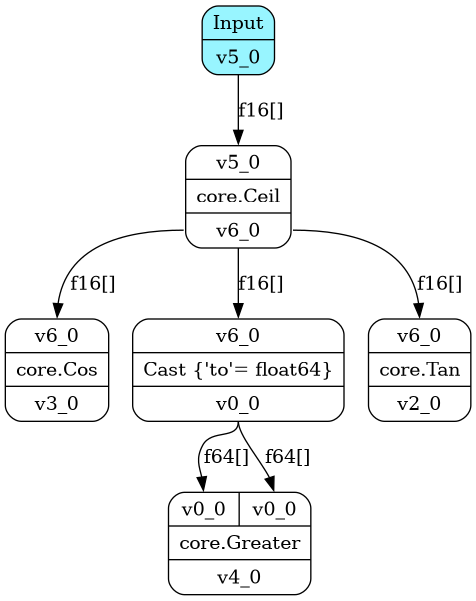 Input
v5_0
f16[]
v5_0
core.Ceil
v6_0
f16[]
f16[]
f16[]
v6_0
core.Cos
v3_0
v6_0
Cast {'to'= float64}
v0_0
v6_0
core.Tan
v2_0
f64[]
f64[]
v0_0
v0_0
core.Greater
v4_0